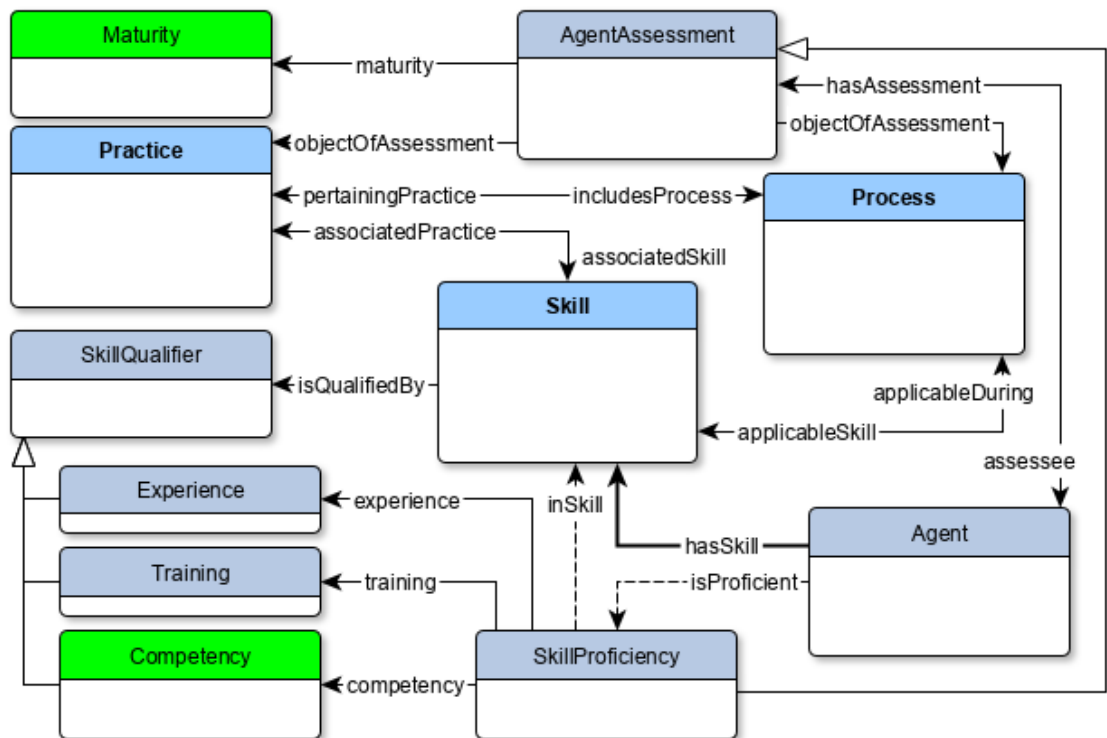 Maturity
AgentAssessment
maturity
hasAssessment
objectOfAssessment
objectOfAssessment
Practice
pertainingPractice
includesProcess
Process
associatedPractice
associatedSkill
Skill
SkillQualifier
isQualifiedBy
applicableDuring
applicableSkill
assessee
Experience
experience
inSkill
Agent
hasSkill
Training
training
isProficient
Competency
SkillProficiency
competency